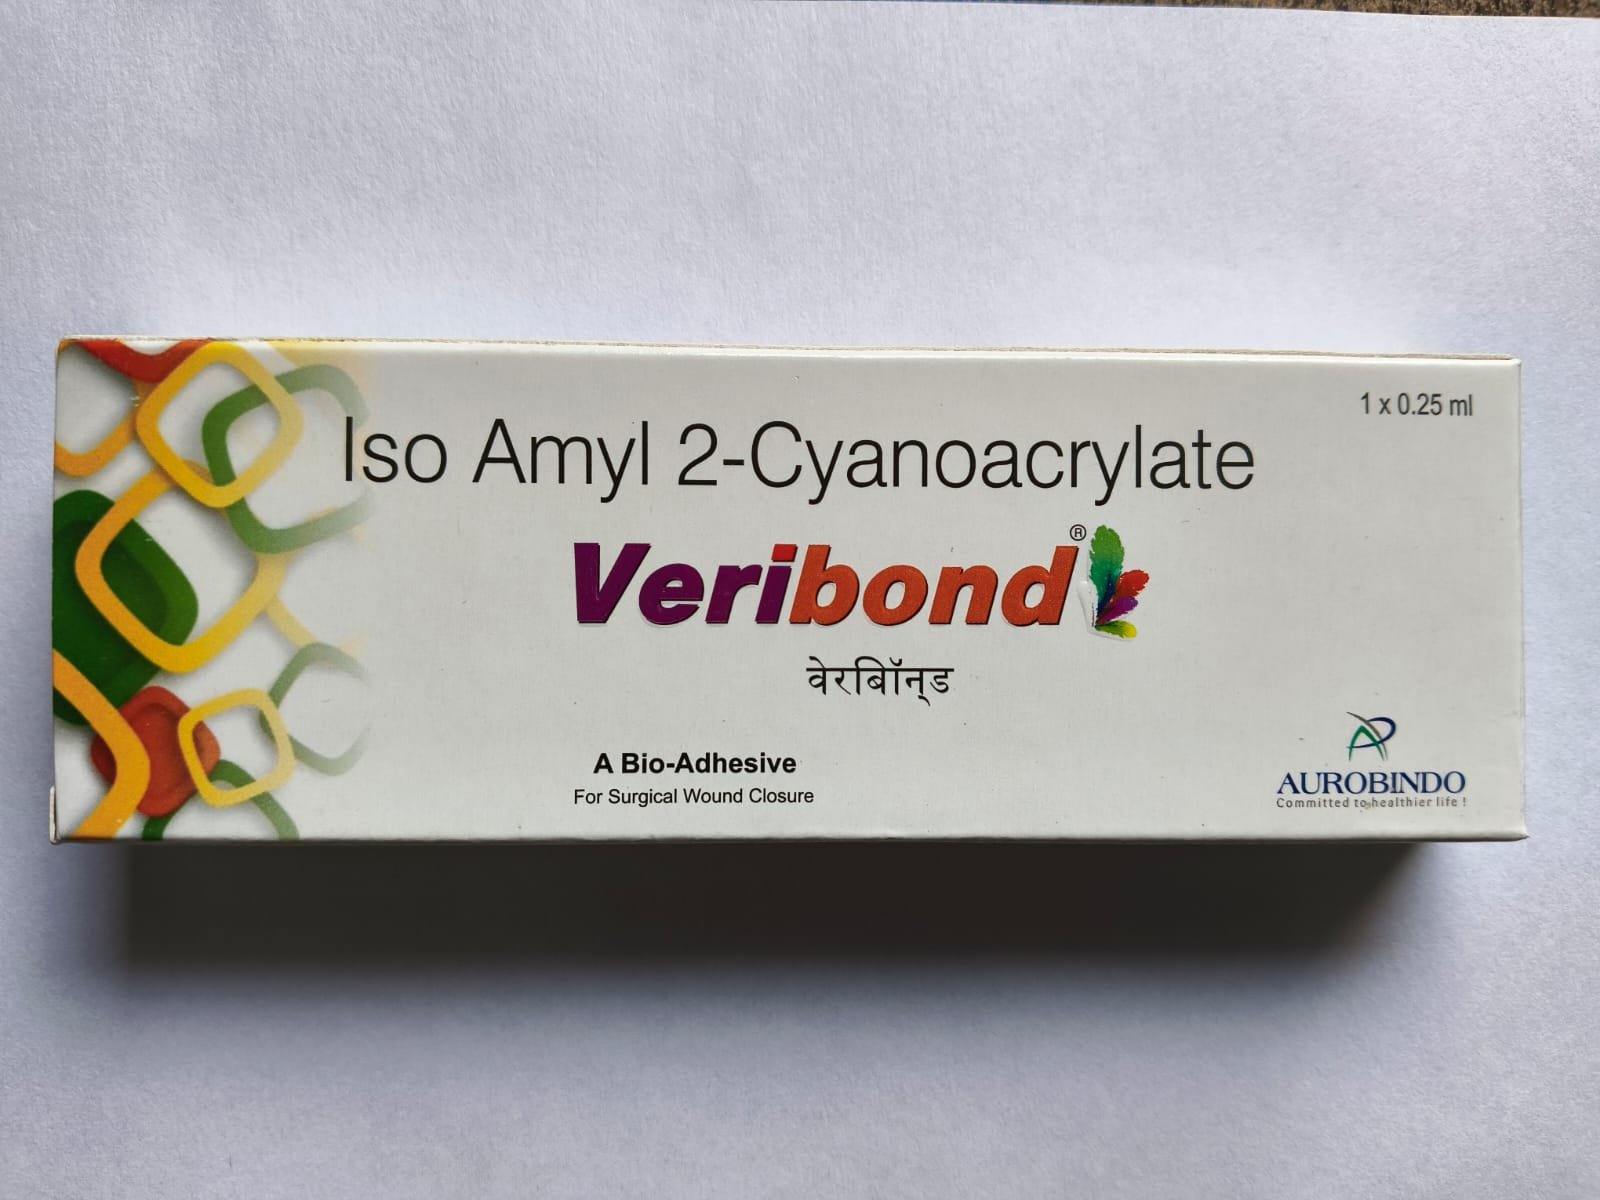 1 x 0.25 ml
Iso Amyl 2-Cyanoacrylate
Veribond®
वेरबिॉन्ड
A Bio-Adhesive
For Surgical Wound Closure
AUROBINDO
Committed to healthier life !